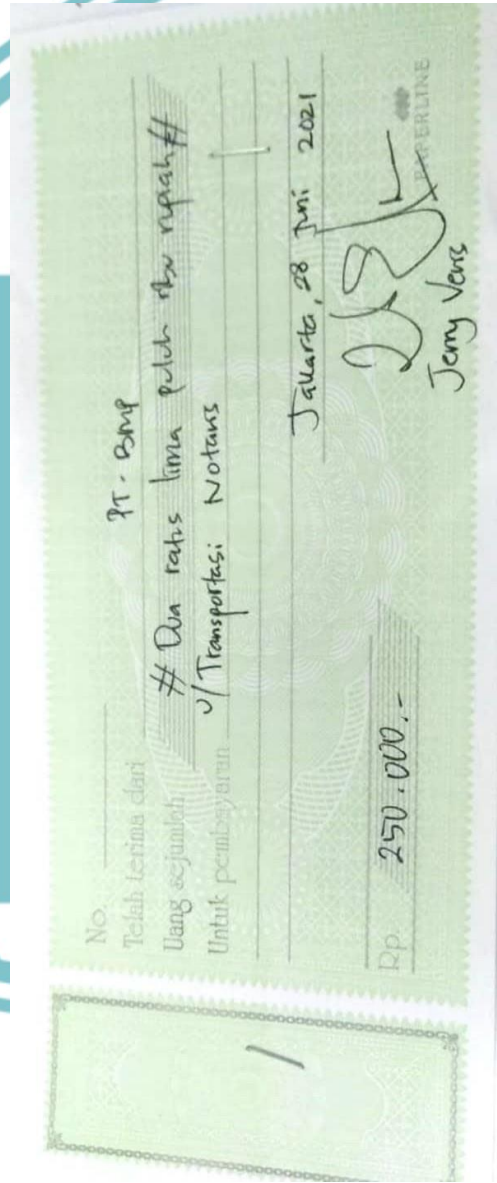 No.
Telah terima dari PT. BMP
Uang sejumlah # Dua ratus lima puluh ribu rupiah #
Untuk pembayaran u/ Transportasi Notaris
Jakarta, 28 Juni 2021
Rp. 250.000.-
PAPERLINE
Jerry Veris